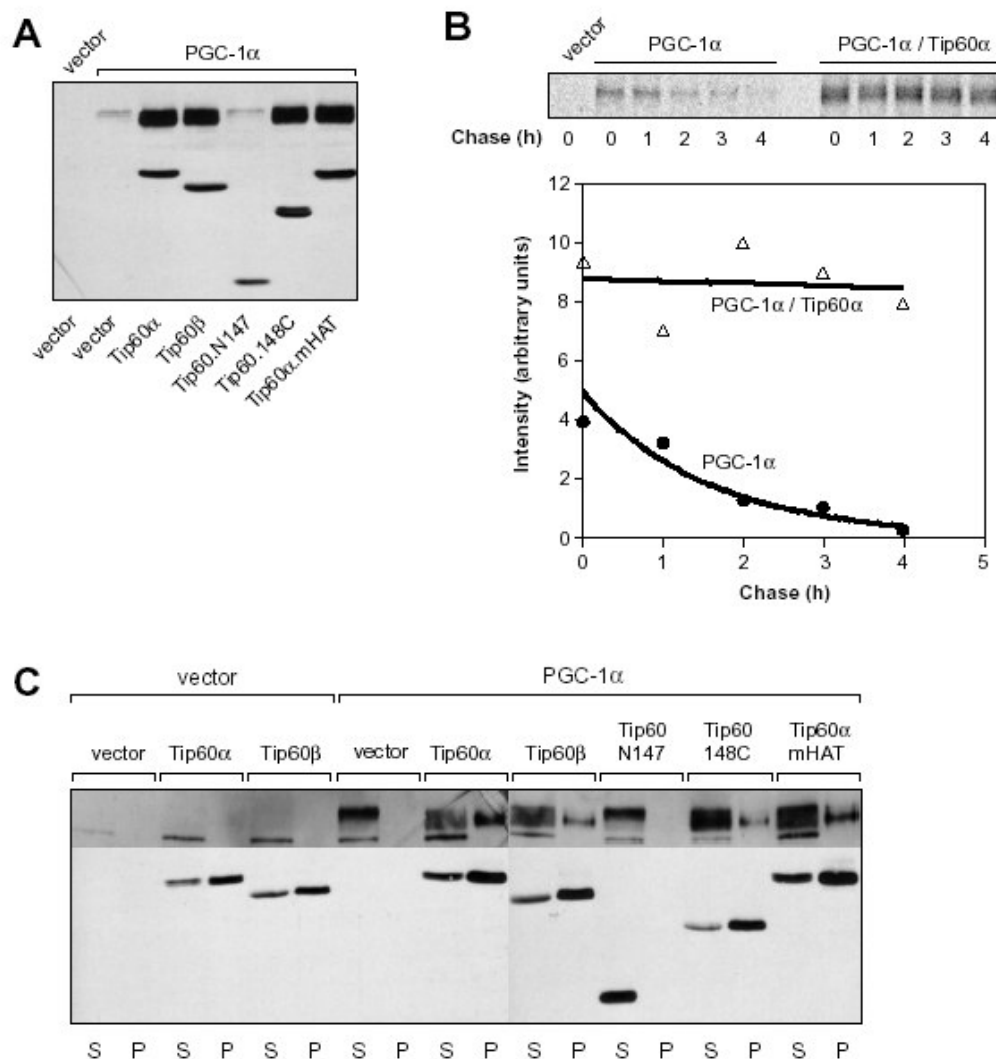 A
vector
PGC-1α
vector
vector
Tip60α
Tip60β
Tip60.N147
Tip60.148C
Tip60α.mHAT
B
vector
PGC-1α
PGC-1α / Tip60α
Chase (h) 0 0 1 2 3 4 0 1 2 3 4
Intensity (arbitrary units)
12
10
8
6
4
2
0
PGC-1α / Tip60α
PGC-1α
0 1 2 3 4 5
Chase (h)
C
vector PGC-1α
vector Tip60α Tip60β vector Tip60α Tip60β Tip60 N147 Tip60 148C Tip60α mHAT
S P S P S P S P S P S P S P S P S P